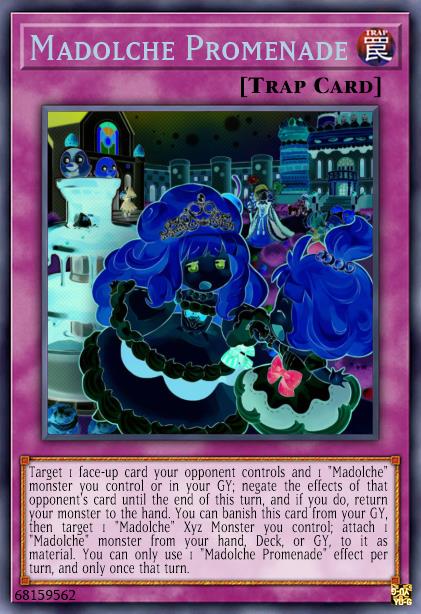 Madolche Promenade
TRAP
罠
[Trap Card]
Target 1 face-up card your opponent controls and 1 "Madolche"
monster you control or in your GY; negate the effects of that
opponent's card until the end of this turn, and if you do, return
your monster to the hand. You can banish this card from your GY,
then target 1 "Madolche" Xyz Monster you control; attach 1
"Madolche" monster from your hand, Deck, or GY, to it as
material. You can only use 1 "Madolche Promenade" effect per
turn, and only once that turn.
68159562